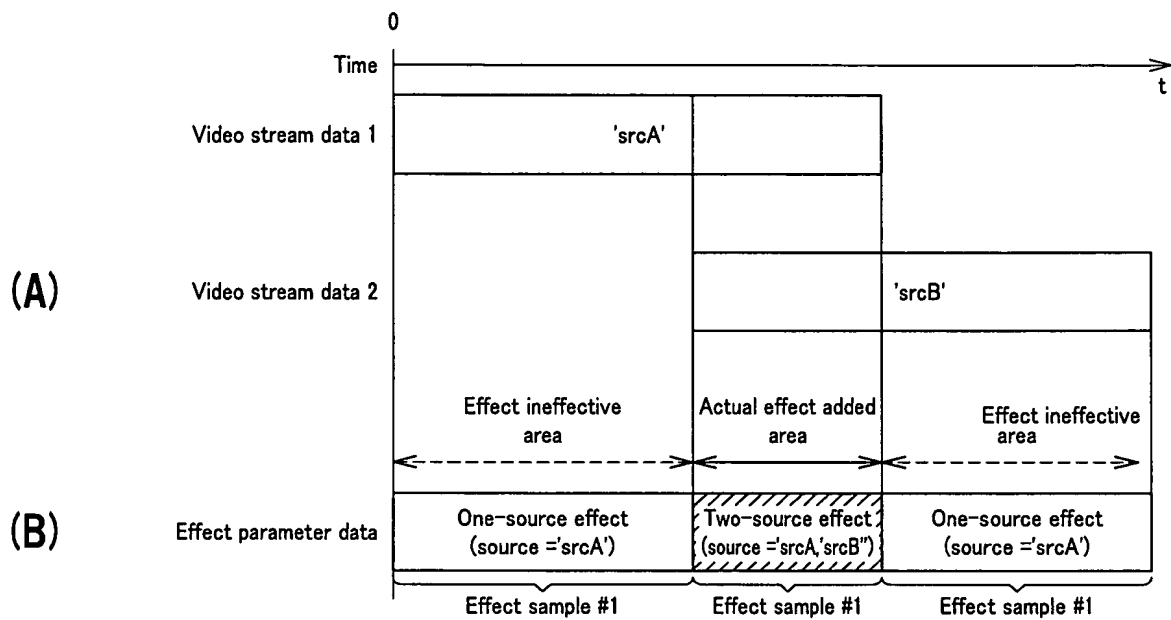 0
Time
t
Video stream data 1
'srcA'
(A)
Video stream data 2
'srcB'
Effect ineffective
area
Actual effect added
area
Effect ineffective
area
(B)
Effect parameter data
One-source effect
(source ='srcA')
Two-source effect
(source ='srcA,'srcB")
One-source effect
(source ='srcA')
Effect sample #1
Effect sample #1
Effect sample #1